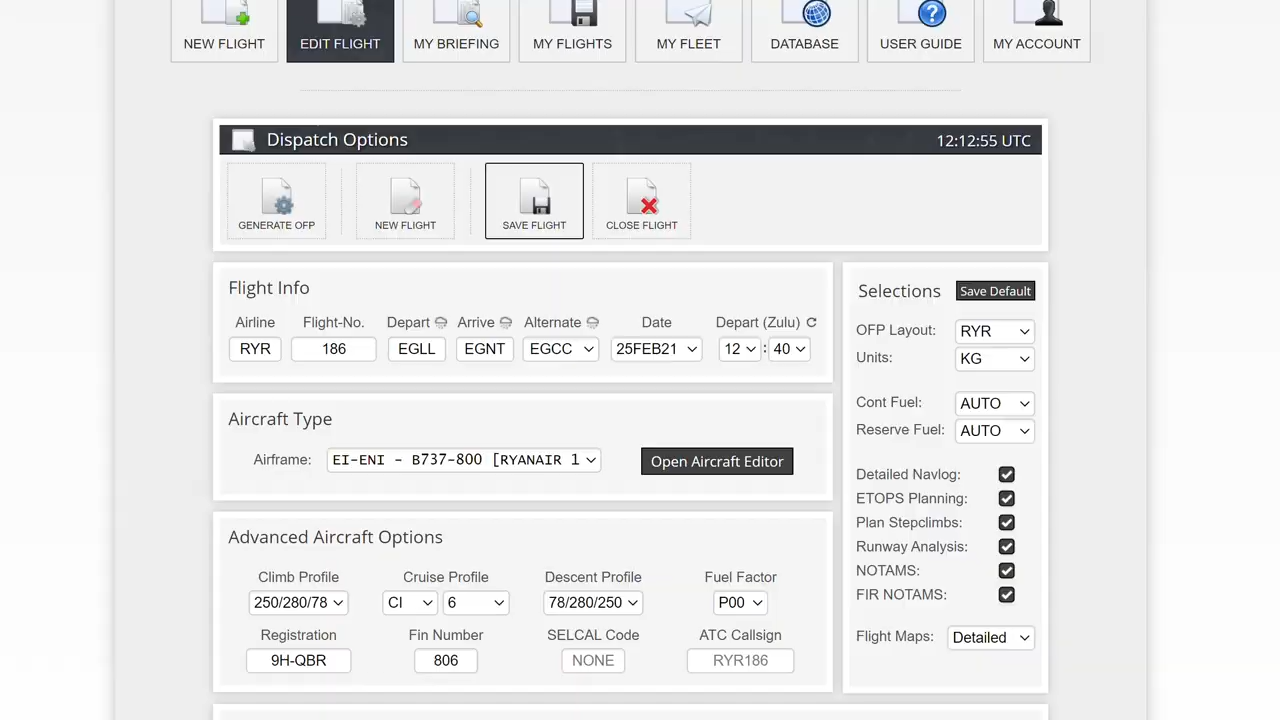 NEW FLIGHT EDIT FLIGHT MY BRIEFING MY FLIGHTS MY FLEET DATABASE USER GUIDE MY ACCOUNT
Dispatch Options 12:12:55 UTC
GENERATE OFP NEW FLIGHT SAVE FLIGHT CLOSE FLIGHT
Flight Info
Airline Flight-No. Depart Arrive Alternate Date Depart (Zulu)
RYR 186 EGLL EGNT EGCC 25FEB21 12 : 40
Aircraft Type
Airframe: EI-ENI - B737-800 [RYANAIR 1 Open Aircraft Editor
Advanced Aircraft Options
Climb Profile Cruise Profile Descent Profile Fuel Factor
250/280/78 CI 6 78/280/250 P00
Registration Fin Number SELCAL Code ATC Callsign
9H-QBR 806 NONE RYR186
Selections Save Default
OFP Layout: RYR
Units: KG
Cont Fuel: AUTO
Reserve Fuel: AUTO
Detailed Navlog:
ETOPS Planning:
Plan Stepclimbs:
Runway Analysis:
NOTAMS:
FIR NOTAMS:
Flight Maps: Detailed